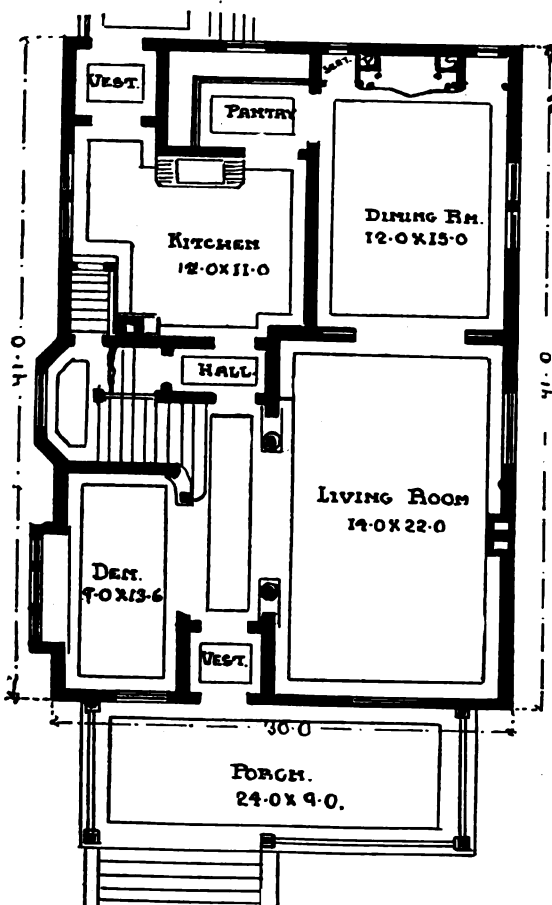 VEST.
PANTRY
DINING RM.
12·0X15·0
KITCHEN
12·0X11·0
41·0
41·0
HALL.
LIVING ROOM
14·0X22·0
DEN.
9·0X13·6
VEST.
30·0
PORCH.
24·0X9·0.